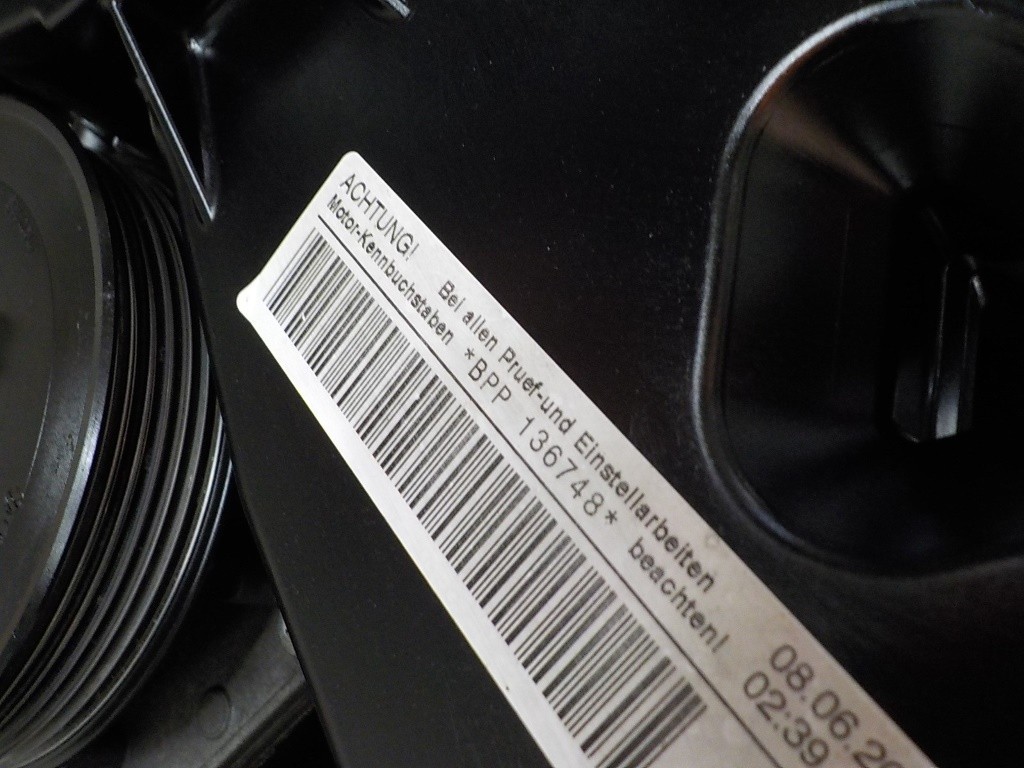 ACHTUNG! Bei allen Pruef-und Einstellarbeiten
Motor-Kennbuchstaben *BPP 136748* beachten!
08.06.20
02:39